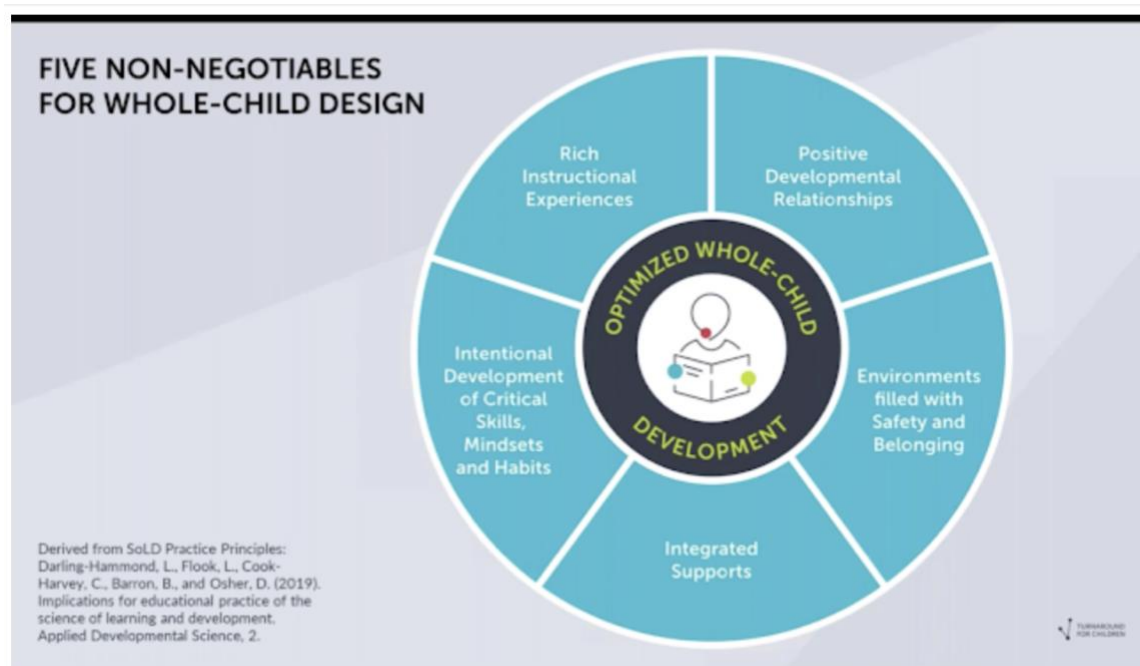 FIVE NON-NEGOTIABLES
FOR WHOLE-CHILD DESIGN
Rich
Instructional
Experiences
Positive
Developmental
Relationships
OPTIMIZED WHOLE-CHILD
DEVELOPMENT
Intentional
Development
of Critical
Skills,
Mindsets
and Habits
Environments
filled with
Safety and
Belonging
Integrated
Supports
Derived from SoLD Practice Principles:
Darling-Hammond, L., Flook, L., Cook-
Harvey, C., Barron, B., and Osher, D. (2019).
Implications for educational practice of the
science of learning and development.
Applied Developmental Science, 2.
TURNAROUND
FOR CHILDREN